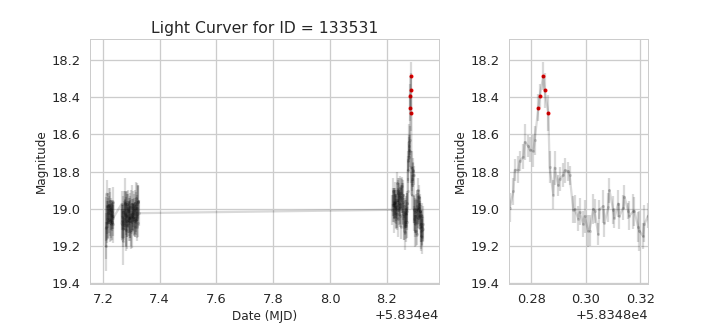 Light Curver for ID = 133531
Magnitude
18.2
18.4
18.6
18.8
19.0
19.2
19.4
7.2 7.4 7.6 7.8 8.0 8.2
Date (MJD)
+5.834e4
Magnitude
18.2
18.4
18.6
18.8
19.0
19.2
19.4
0.28 0.30 0.32
+5.8348e4